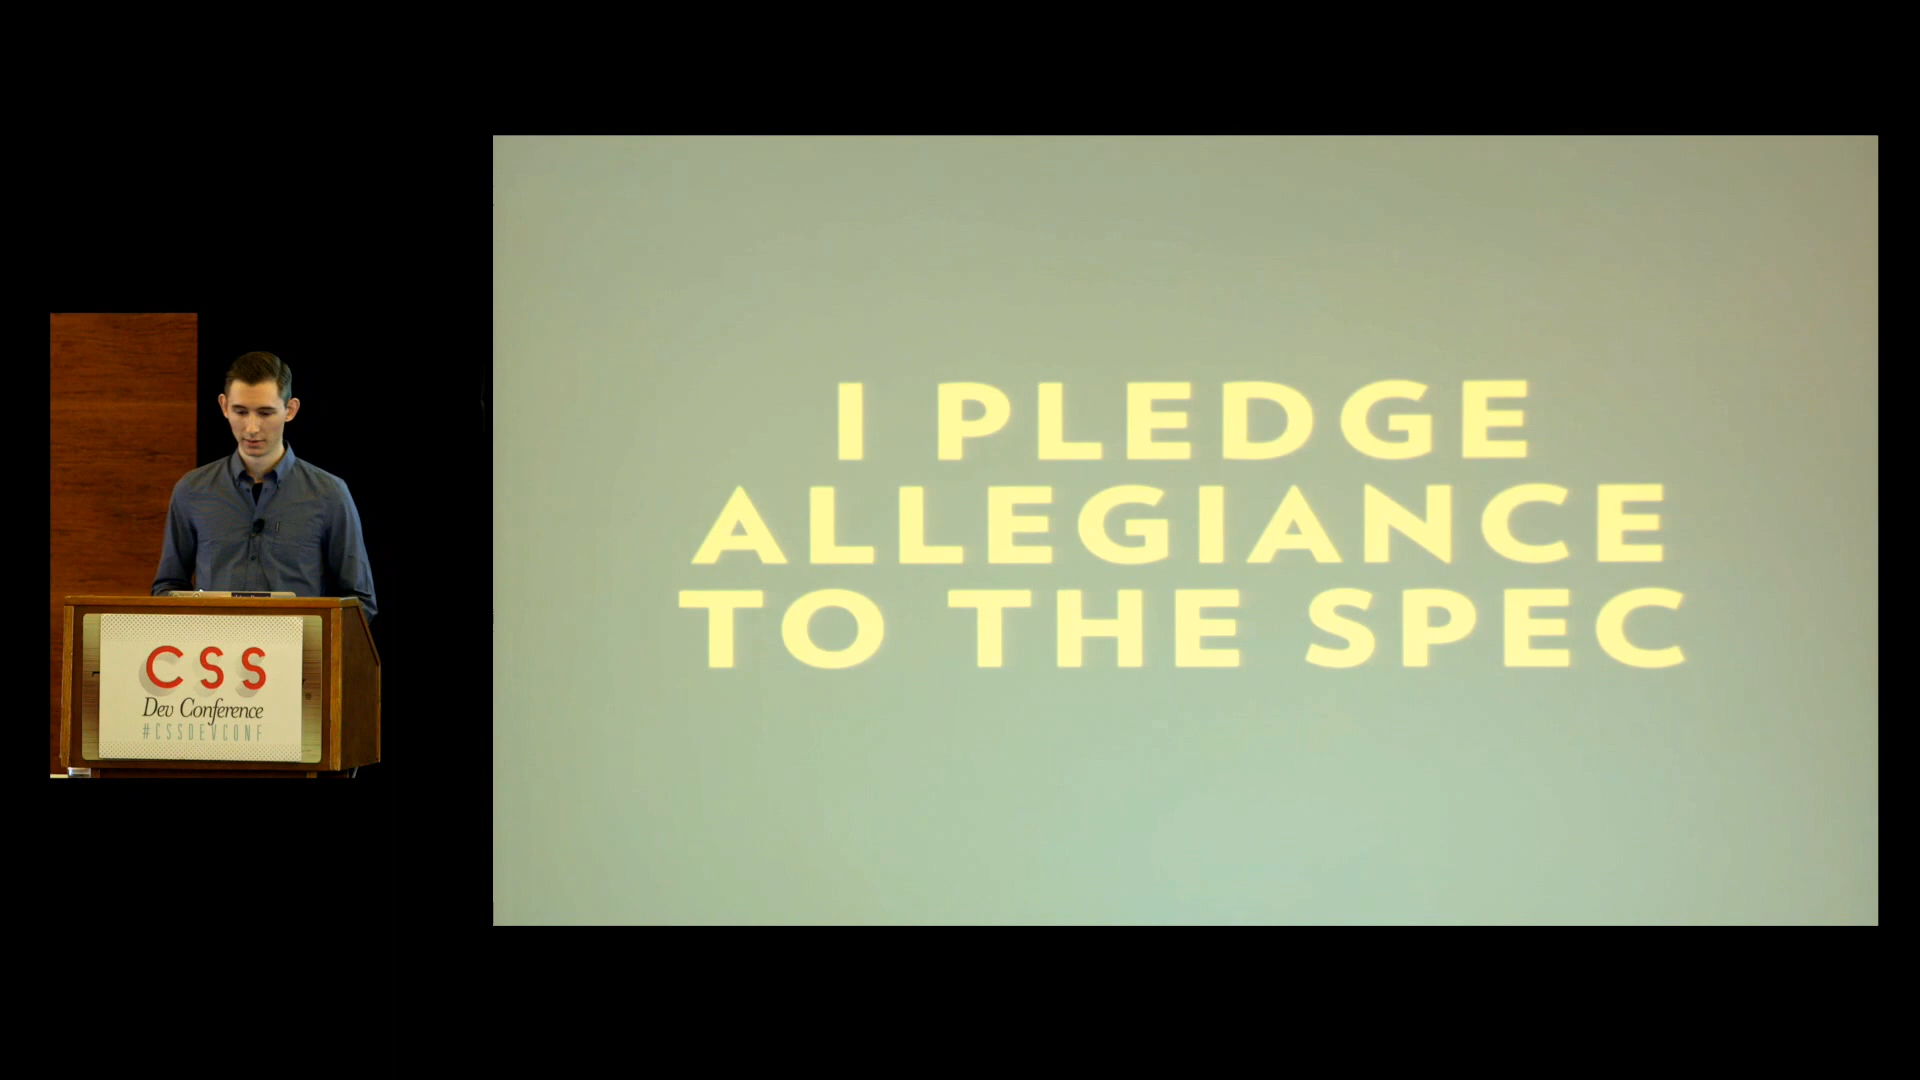 I PLEDGE
ALLEGIANCE
TO THE SPEC
CSS
Dev Conference
#CSSDEVCONF